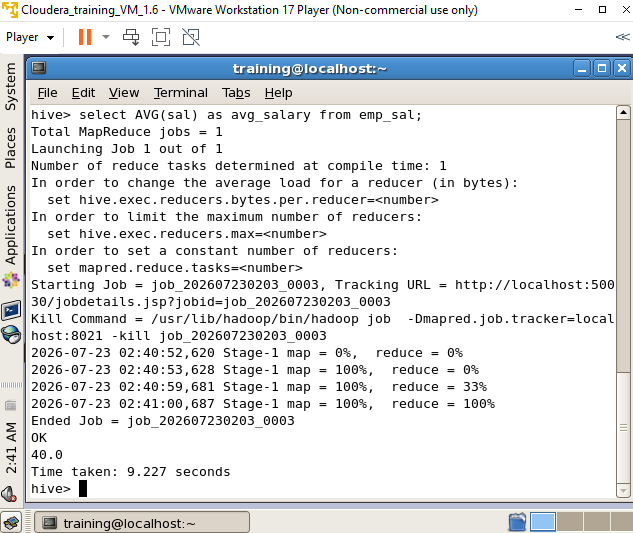 Cloudera_training_VM_1.6 - VMware Workstation 17 Player (Non-commercial use only)
Player
System
Places
Applications
2:41 AM
training@localhost:~
File Edit View Terminal Tabs Help
hive> select AVG(sal) as avg_salary from emp_sal;
Total MapReduce jobs = 1
Launching Job 1 out of 1
Number of reduce tasks determined at compile time: 1
In order to change the average load for a reducer (in bytes):
  set hive.exec.reducers.bytes.per.reducer=<number>
In order to limit the maximum number of reducers:
  set hive.exec.reducers.max=<number>
In order to set a constant number of reducers:
  set mapred.reduce.tasks=<number>
Starting Job = job_202607230203_0003, Tracking URL = http://localhost:500
30/jobdetails.jsp?jobid=job_202607230203_0003
Kill Command = /usr/lib/hadoop/bin/hadoop job  -Dmapred.job.tracker=local
host:8021 -kill job_202607230203_0003
2026-07-23 02:40:52,620 Stage-1 map = 0%,  reduce = 0%
2026-07-23 02:40:53,628 Stage-1 map = 100%,  reduce = 0%
2026-07-23 02:40:59,681 Stage-1 map = 100%,  reduce = 33%
2026-07-23 02:41:00,687 Stage-1 map = 100%,  reduce = 100%
Ended Job = job_202607230203_0003
OK
40.0
Time taken: 9.227 seconds
hive>
training@localhost:~